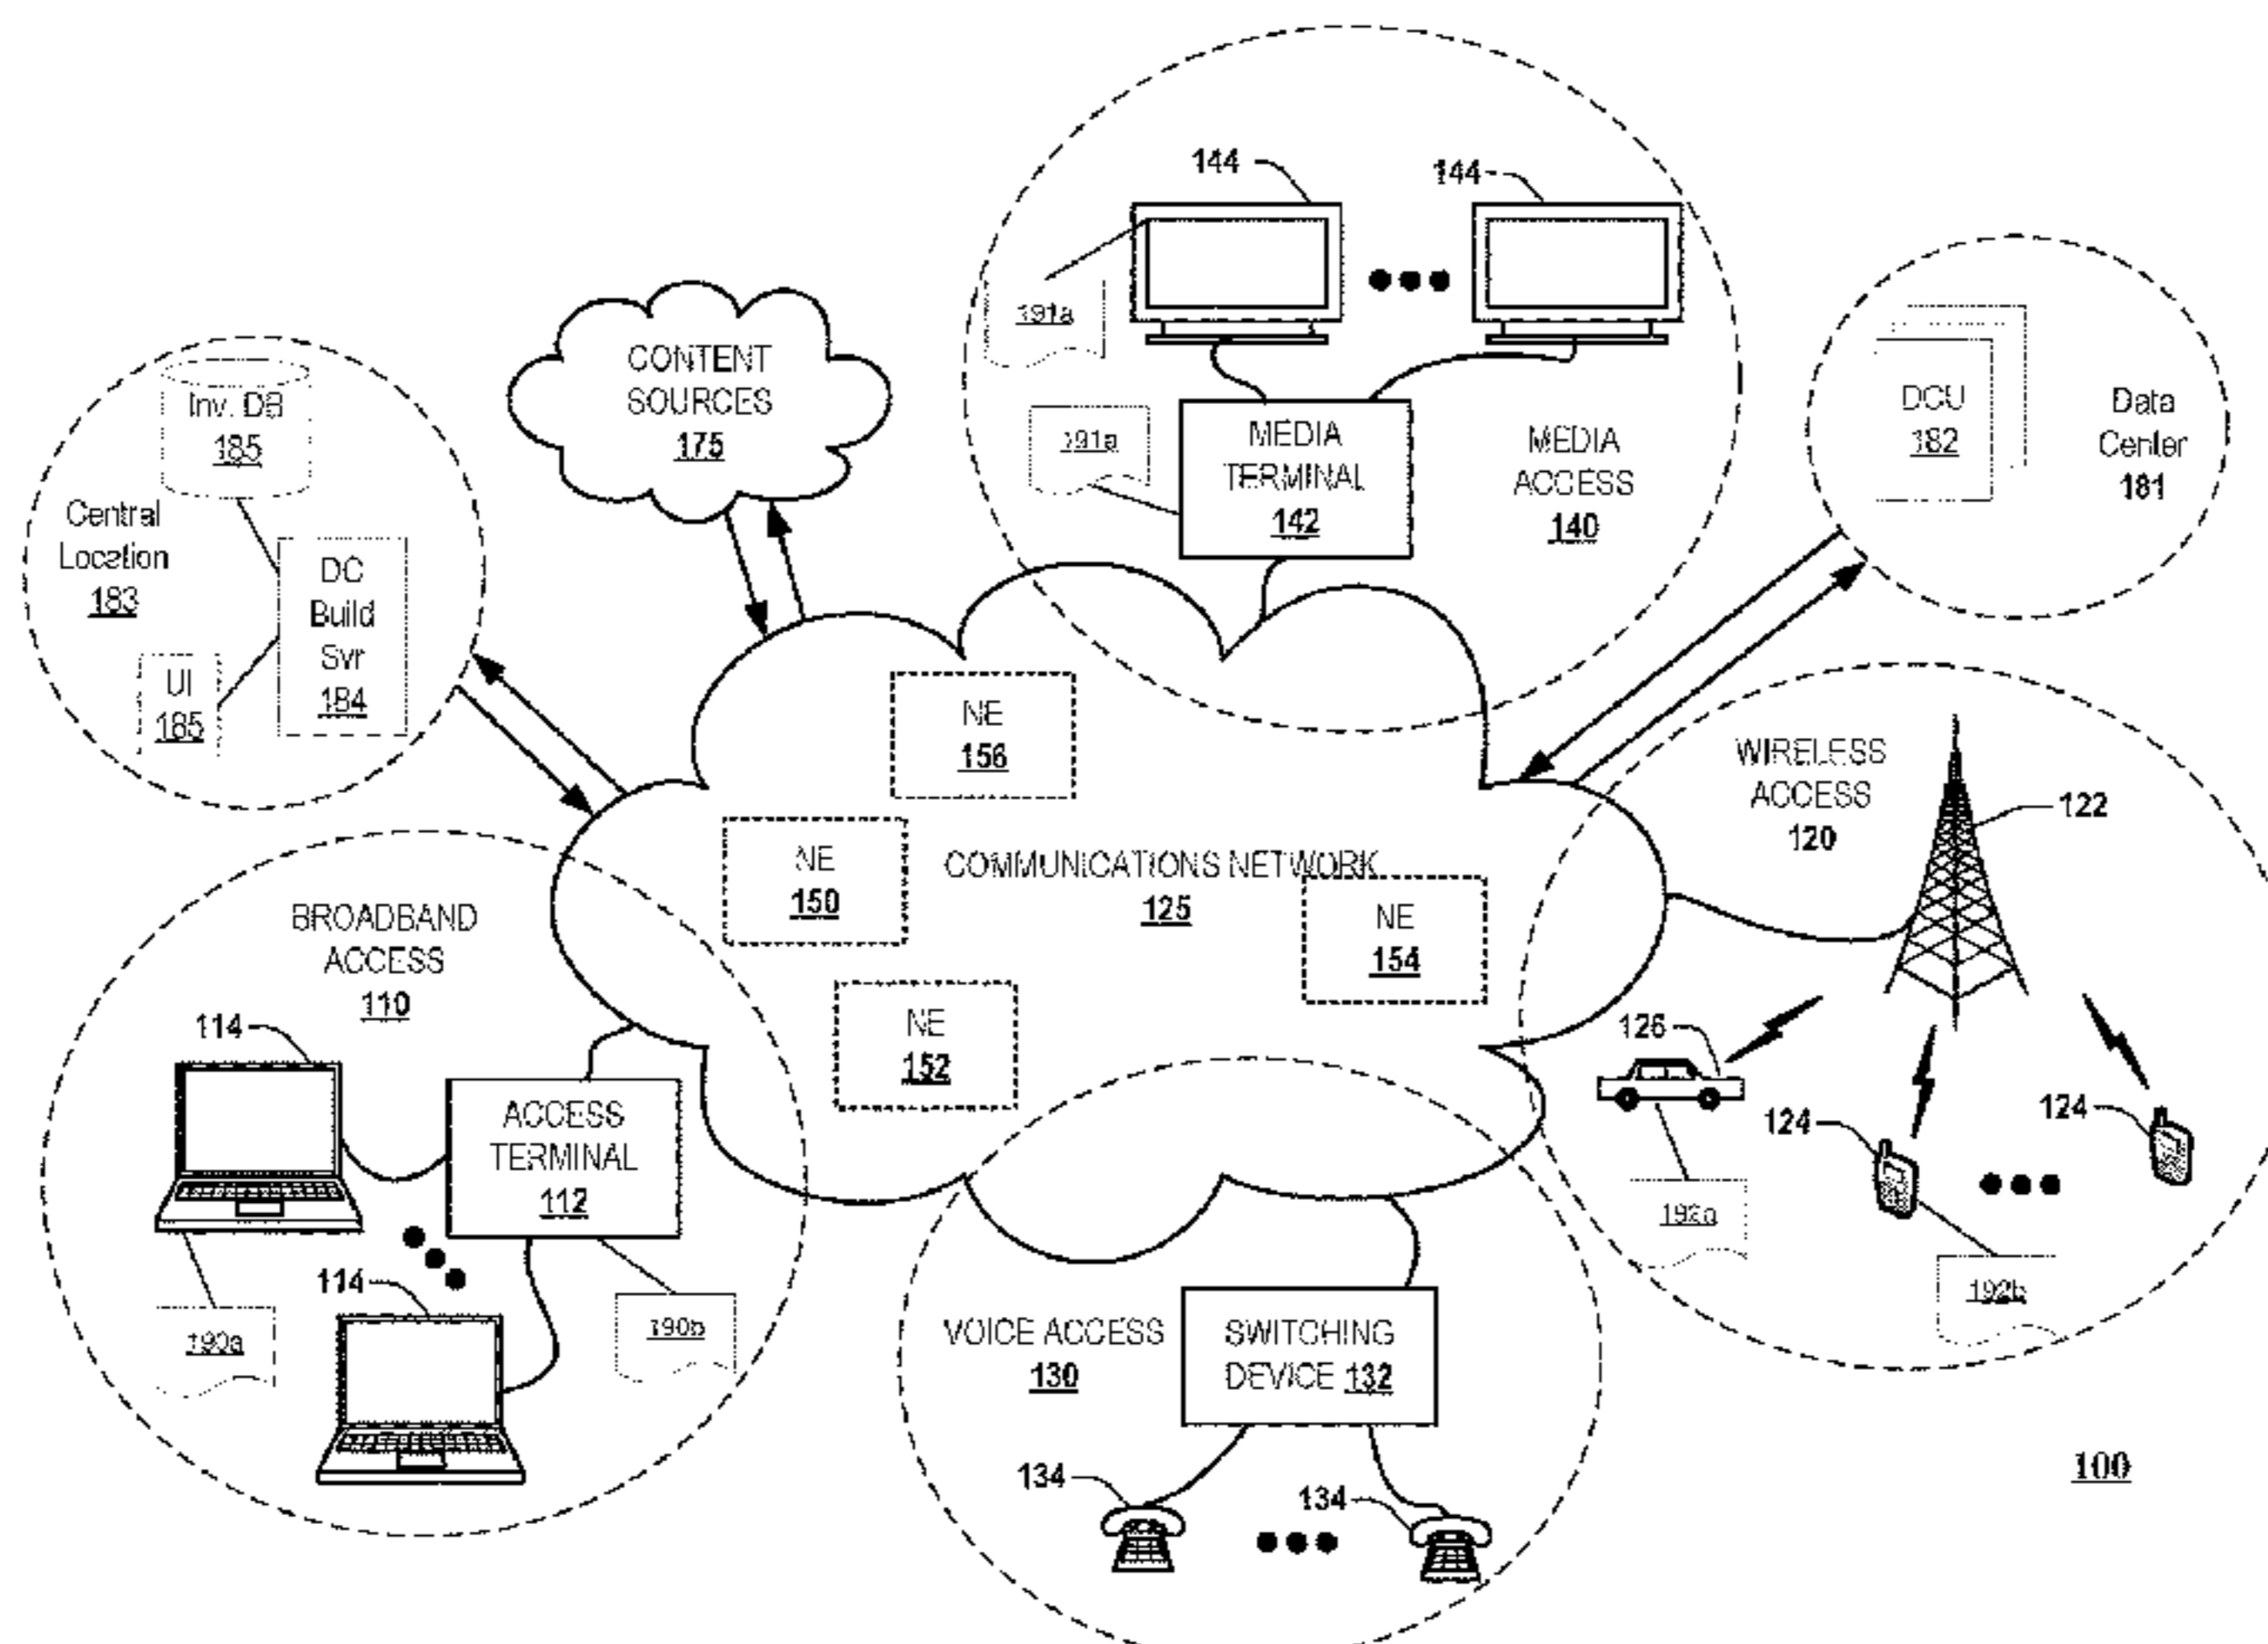 144
144
191a
CONTENT
SOURCES
175
Inv. DB
185
Central
Location
183
DC
Build
Svr
184
UI
185
191a
MEDIA
TERMINAL
142
MEDIA
ACCESS
140
DCU
182
Data
Center
181
NE
156
NE
150
COMMUNICATIONS NETWORK
125
NE
154
NE
152
WIRELESS
ACCESS
120
122
126
124
124
192a
192b
BROADBAND
ACCESS
110
114
ACCESS
TERMINAL
112
114
190a
190b
VOICE ACCESS
130
SWITCHING
DEVICE 132
134
134
100